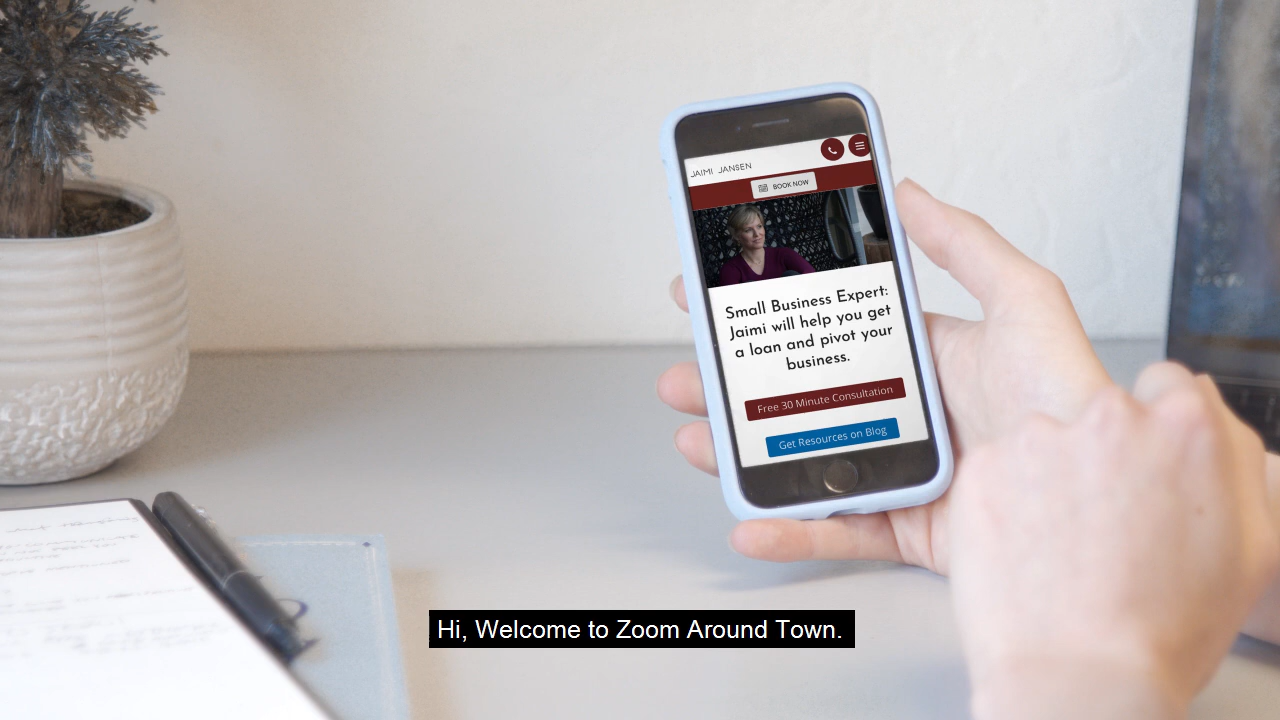 JAIMI JANSEN
BOOK NOW
Small Business Expert:
Jaimi will help you get
a loan and pivot your
business.
Free 30 Minute Consultation
Get Resources on Blog
Hi, Welcome to Zoom Around Town.